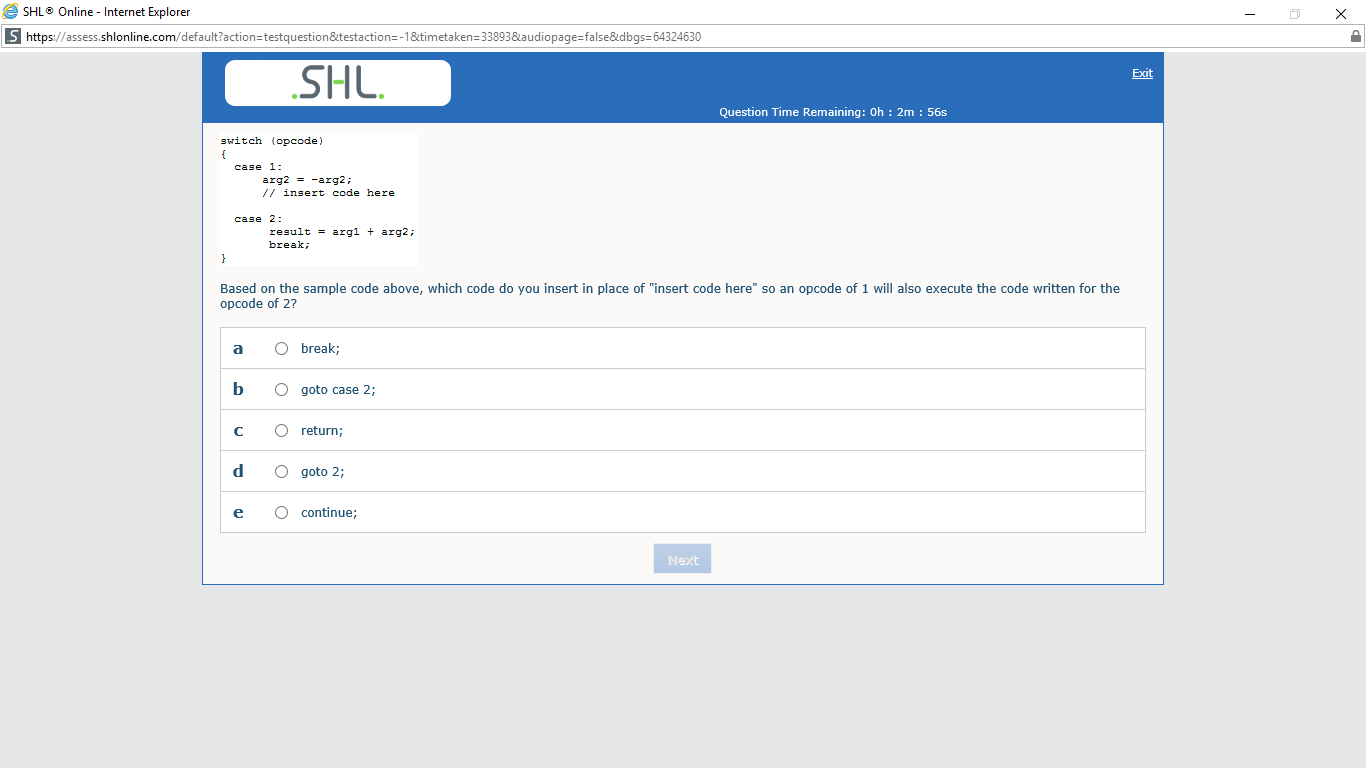 SHL® Online - Internet Explorer
https://assess.shlonline.com/default?action=testquestion&testaction=-1&timetaken=33893&audiopage=false&dbgs=64324630
SHL
Exit
Question Time Remaining: 0h : 2m : 56s
switch (opcode)
{
case 1:
arg2 = -arg2;
// insert code here
case 2:
result = arg1 + arg2;
break;
}
Based on the sample code above, which code do you insert in place of "insert code here" so an opcode of 1 will also execute the code written for the
opcode of 2?
a break;
b goto case 2;
c return;
d goto 2;
e continue;
Next